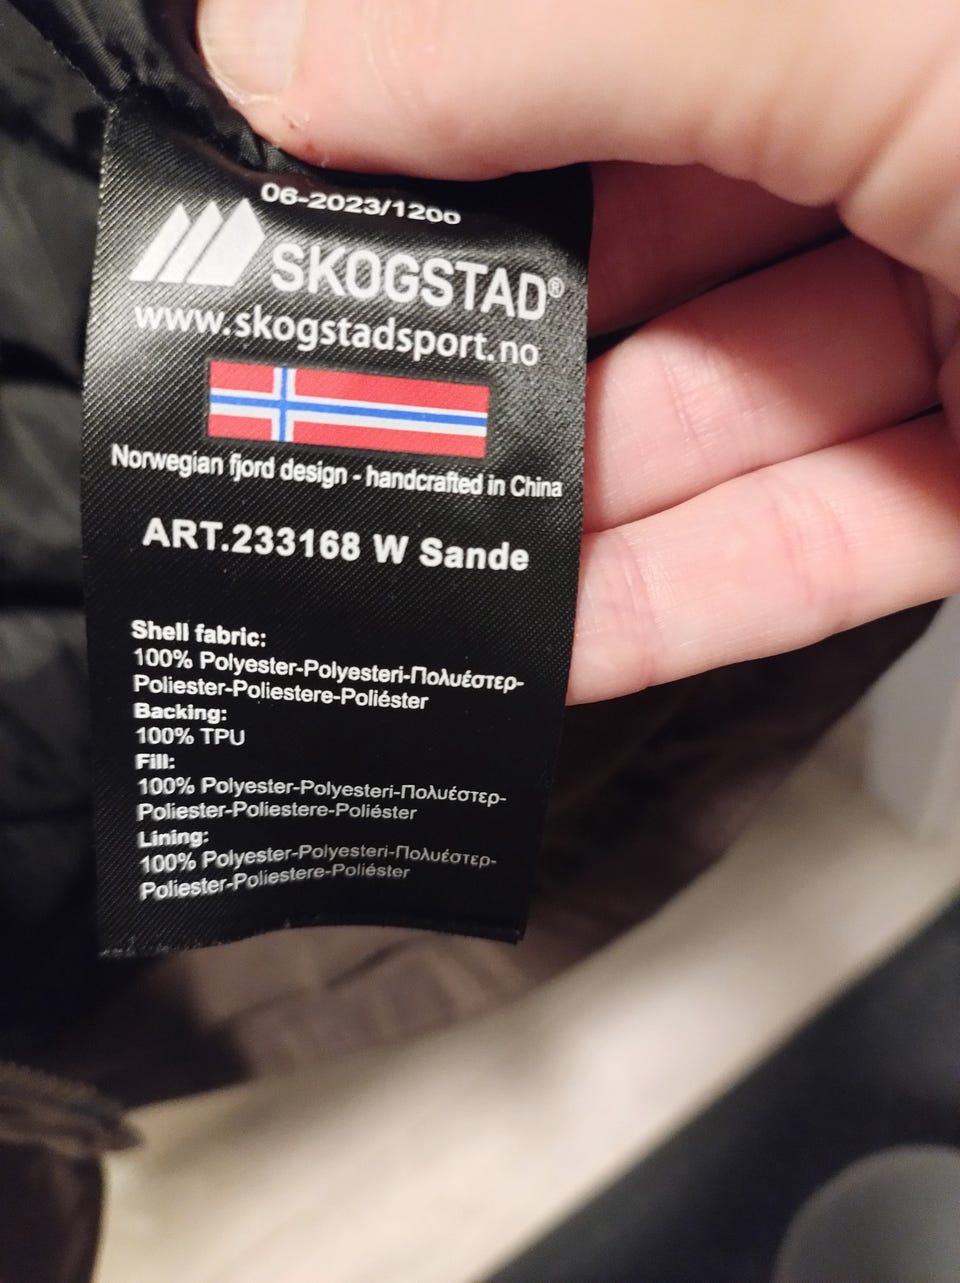 06-2023/1200
SKOGSTAD®
www.skogstadsport.no
Norwegian fjord design - handcrafted in China
ART.233168 W Sande
Shell fabric:
100% Polyester-Polyesteri-Πολυέστερ-
Poliester-Poliestere-Poliéster
Backing:
100% TPU
Fill:
100% Polyester-Polyesteri-Πολυέστερ-
Poliester-Poliestere-Poliéster
Lining:
100% Polyester-Polyesteri-Πολυέστερ-
Poliester-Poliestere-Poliéster